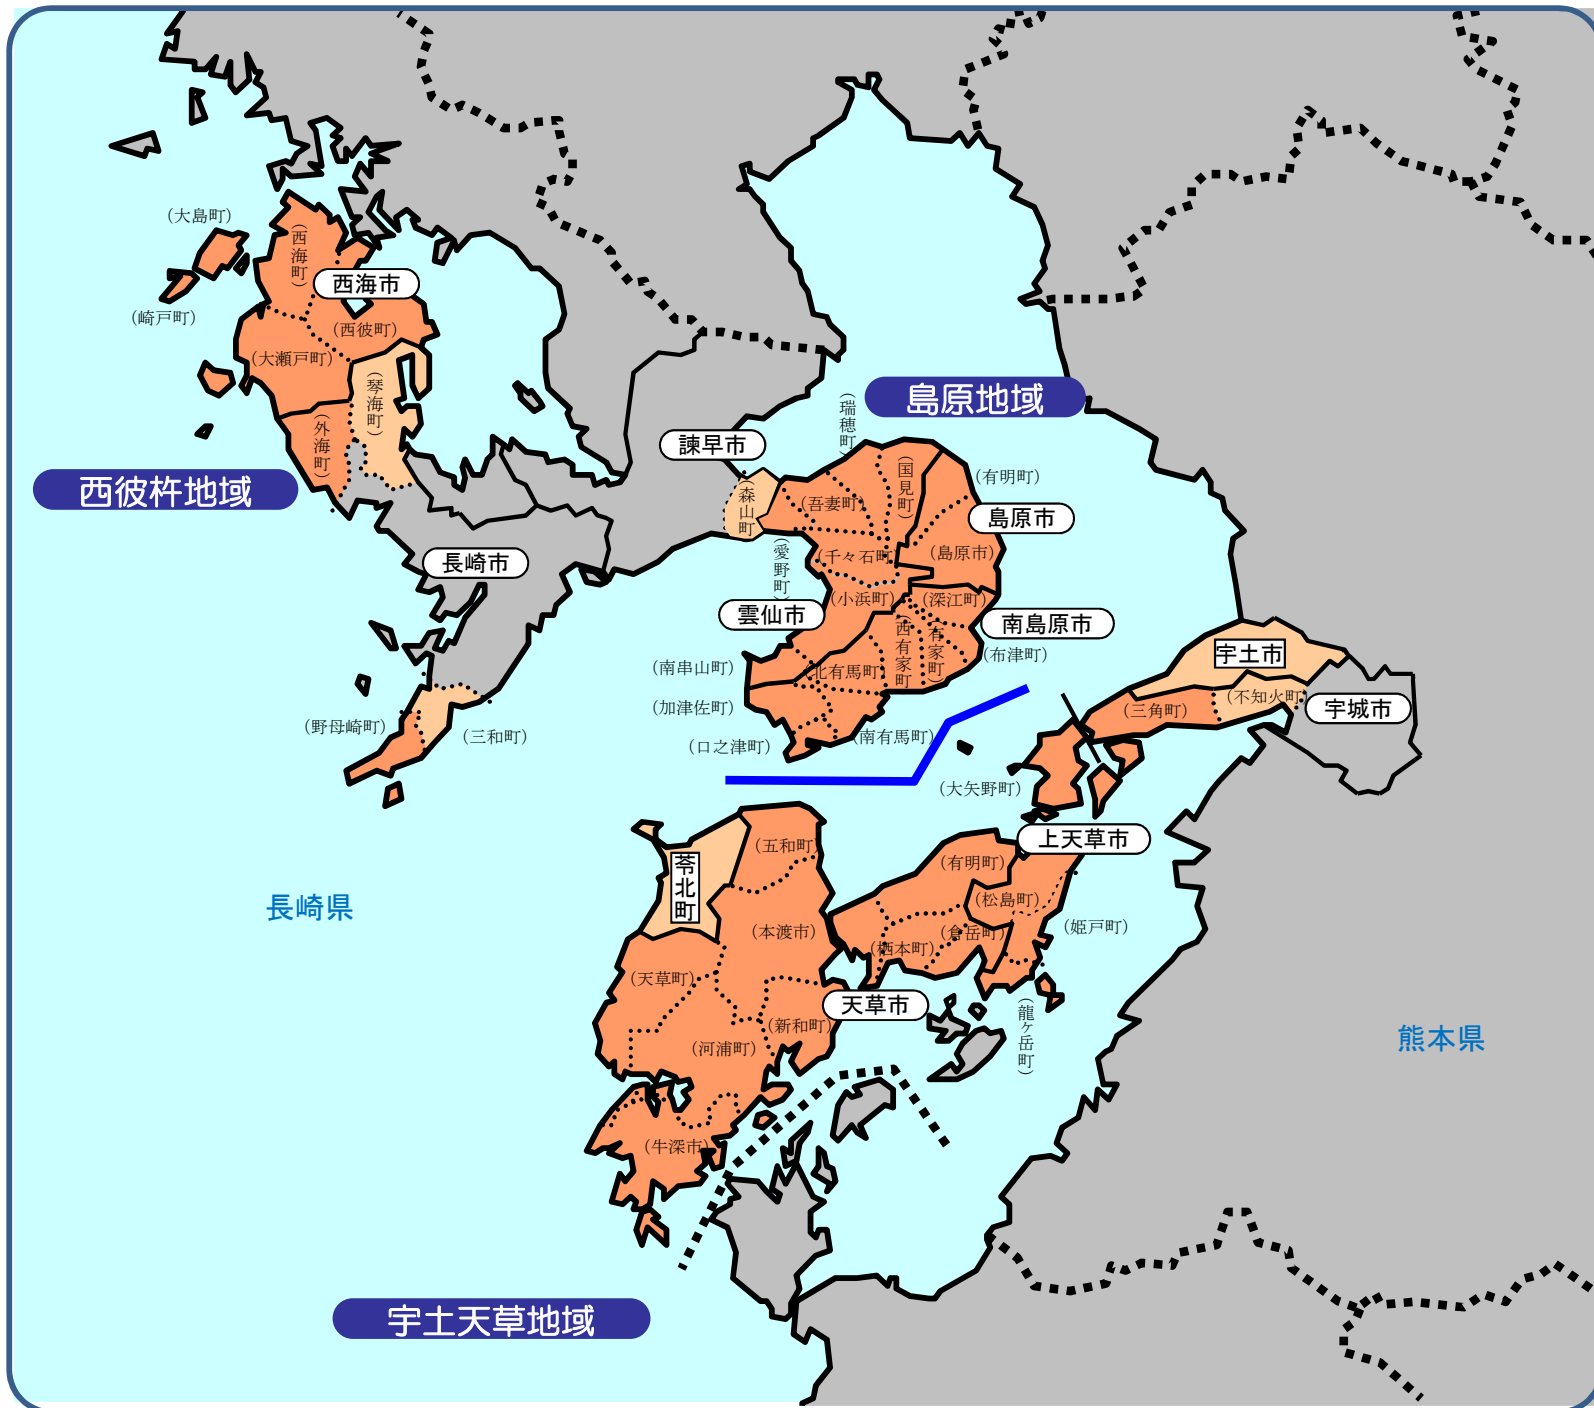 (大島町)
(西海町)
西海市
(崎戸町)
(西彼町)
(大瀬戸町)
(琴海町)
(外海町)
西彼杵地域
長崎市
(野母崎町)
(三和町)
島原地域
諫早市
(森山町)
(瑞穂町)
(国見町)
(有明町)
(吾妻町)
島原市
(愛野町)
(千々石町)
(島原市)
(小浜町)
(深江町)
雲仙市
南島原市
(西有家町)
(有家町)
(布津町)
(南串山町)
(北有馬町)
(加津佐町)
(口之津町)
(南有馬町)
宇土市
(三角町)
(不知火町)
宇城市
(大矢野町)
上天草市
(五和町)
苓北町
(有明町)
(松島町)
(本渡市)
(栖本町)
(倉岳町)
(姫戸町)
(天草町)
天草市
(龍ヶ岳町)
(新和町)
(河浦町)
(牛深市)
長崎県
熊本県
宇土天草地域